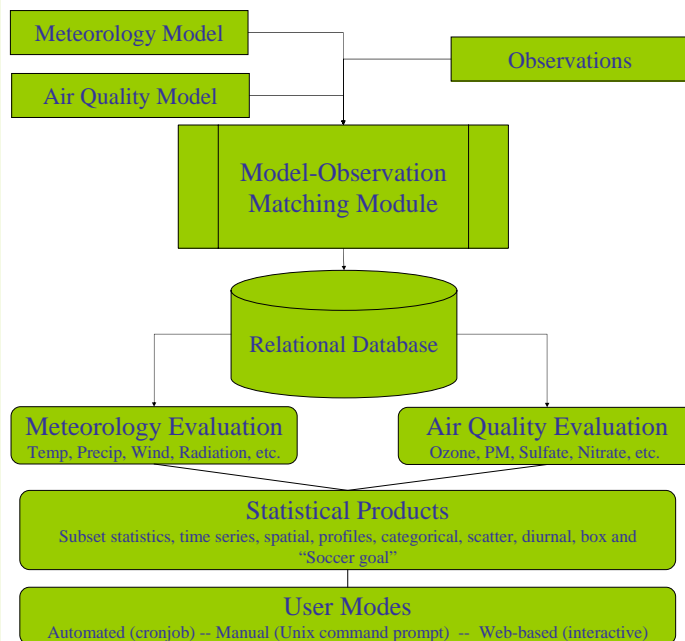 Meteorology Model
Observations
Air Quality Model
Model-Observation
Matching Module
Relational Database
Meteorology Evaluation
Temp, Precip, Wind, Radiation, etc.
Air Quality Evaluation
Ozone, PM, Sulfate, Nitrate, etc.
Statistical Products
Subset statistics, time series, spatial, profiles, categorical, scatter, diurnal, box and
“Soccer goal”
User Modes
Automated (cronjob) -- Manual (Unix command prompt)  --  Web-based (interactive)